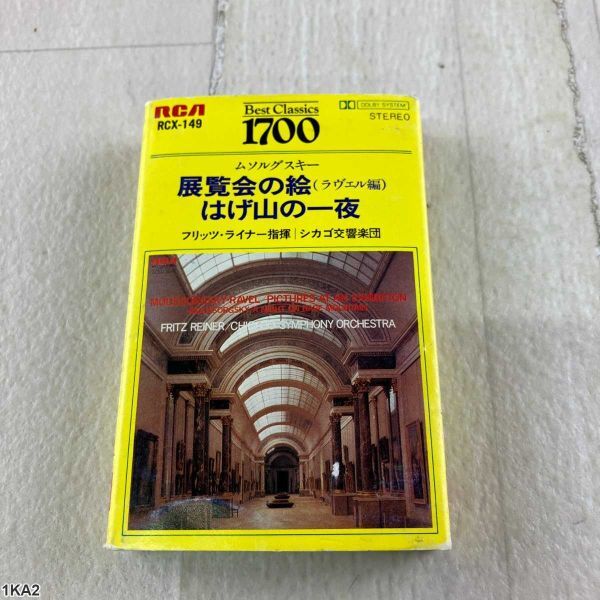 RCA
RCX-149
Best Classics
1700
DOLBY SYSTEM
STEREO
ムソルグスキー
展覧会の絵(ラヴェル編)
はげ山の一夜
フリッツ・ライナー指揮|シカゴ交響楽団
MOUSSORGSKY-RAVEL: PICTURES AT AN EXHIBITION
FRITZ REINER/CHICAGO SYMPHONY ORCHESTRA
1KA2